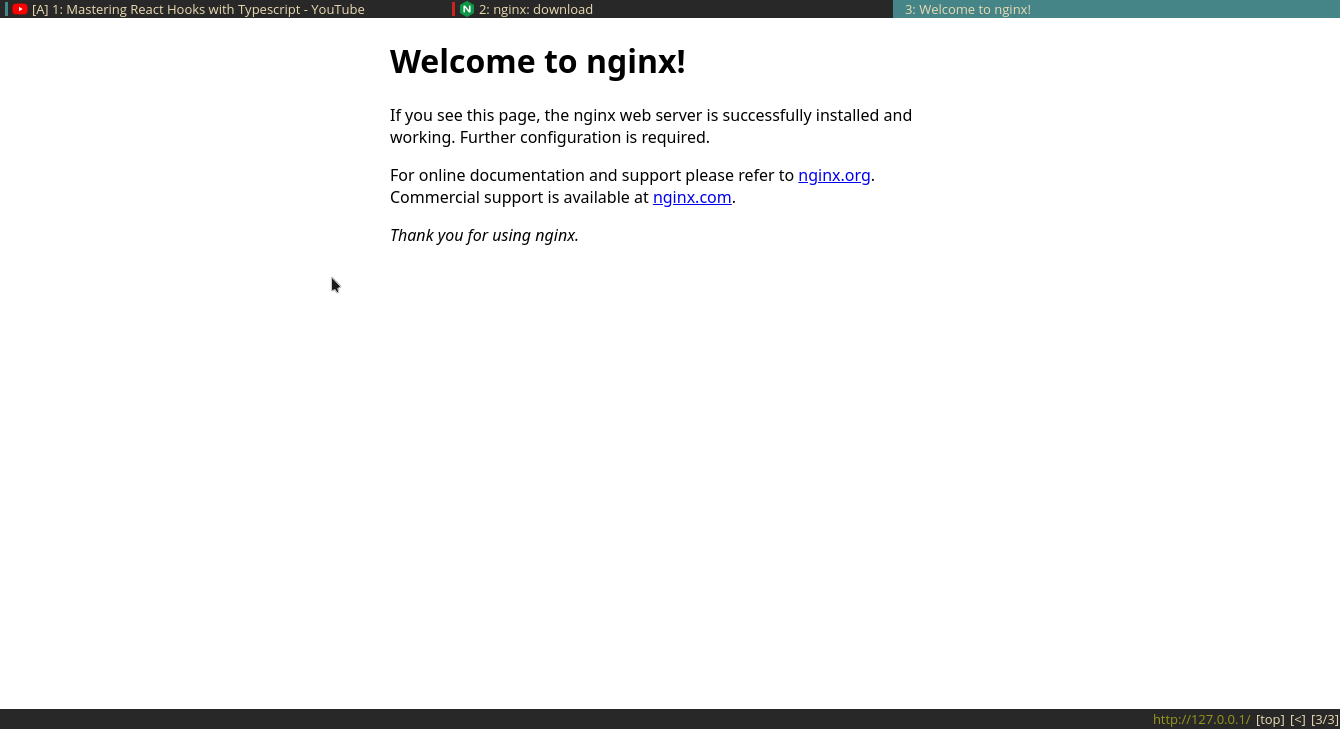 [A] 1: Mastering React Hooks with Typescript - YouTube
2: nginx: download
3: Welcome to nginx!
Welcome to nginx!
If you see this page, the nginx web server is successfully installed and
working. Further configuration is required.
For online documentation and support please refer to nginx.org.
Commercial support is available at nginx.com.
Thank you for using nginx.
http://127.0.0.1/ [top] [<] [3/3]